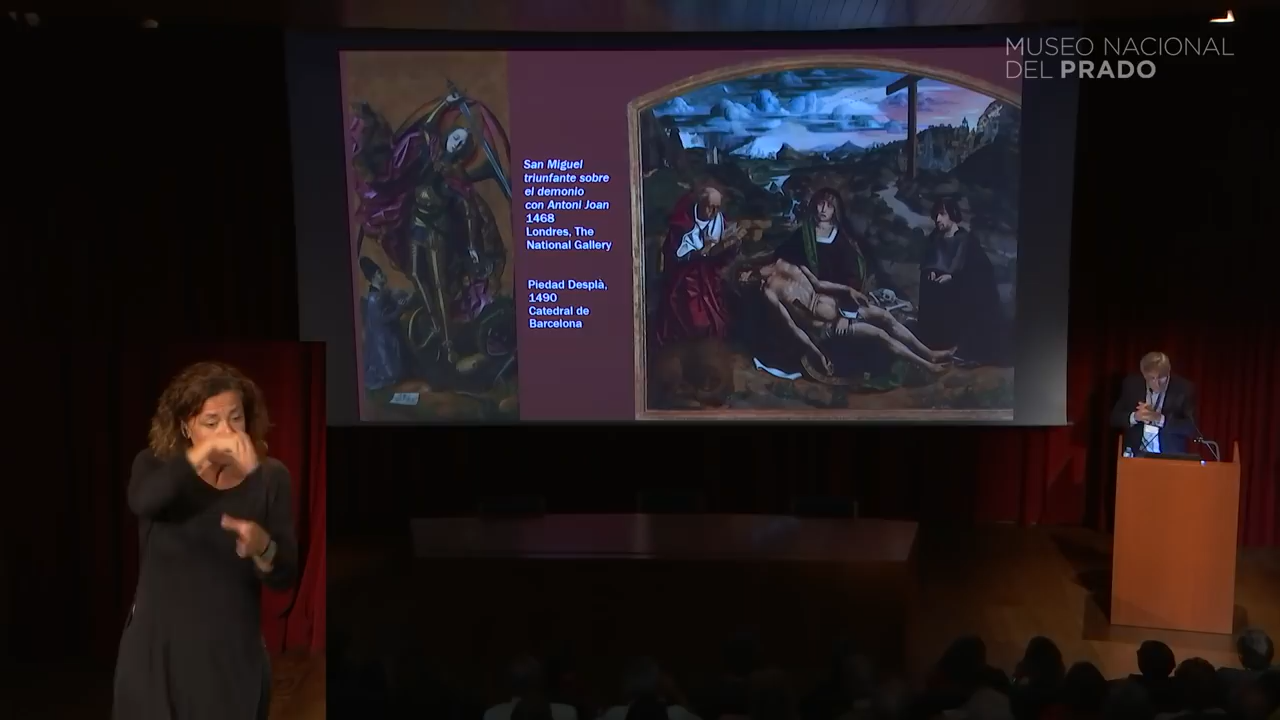 MUSEO NACIONAL
DEL PRADO
San Miguel
triunfante sobre
el demonio
con Antoni Joan
1468
Londres, The
National Gallery
Piedad Desplà,
1490
Catedral de
Barcelona